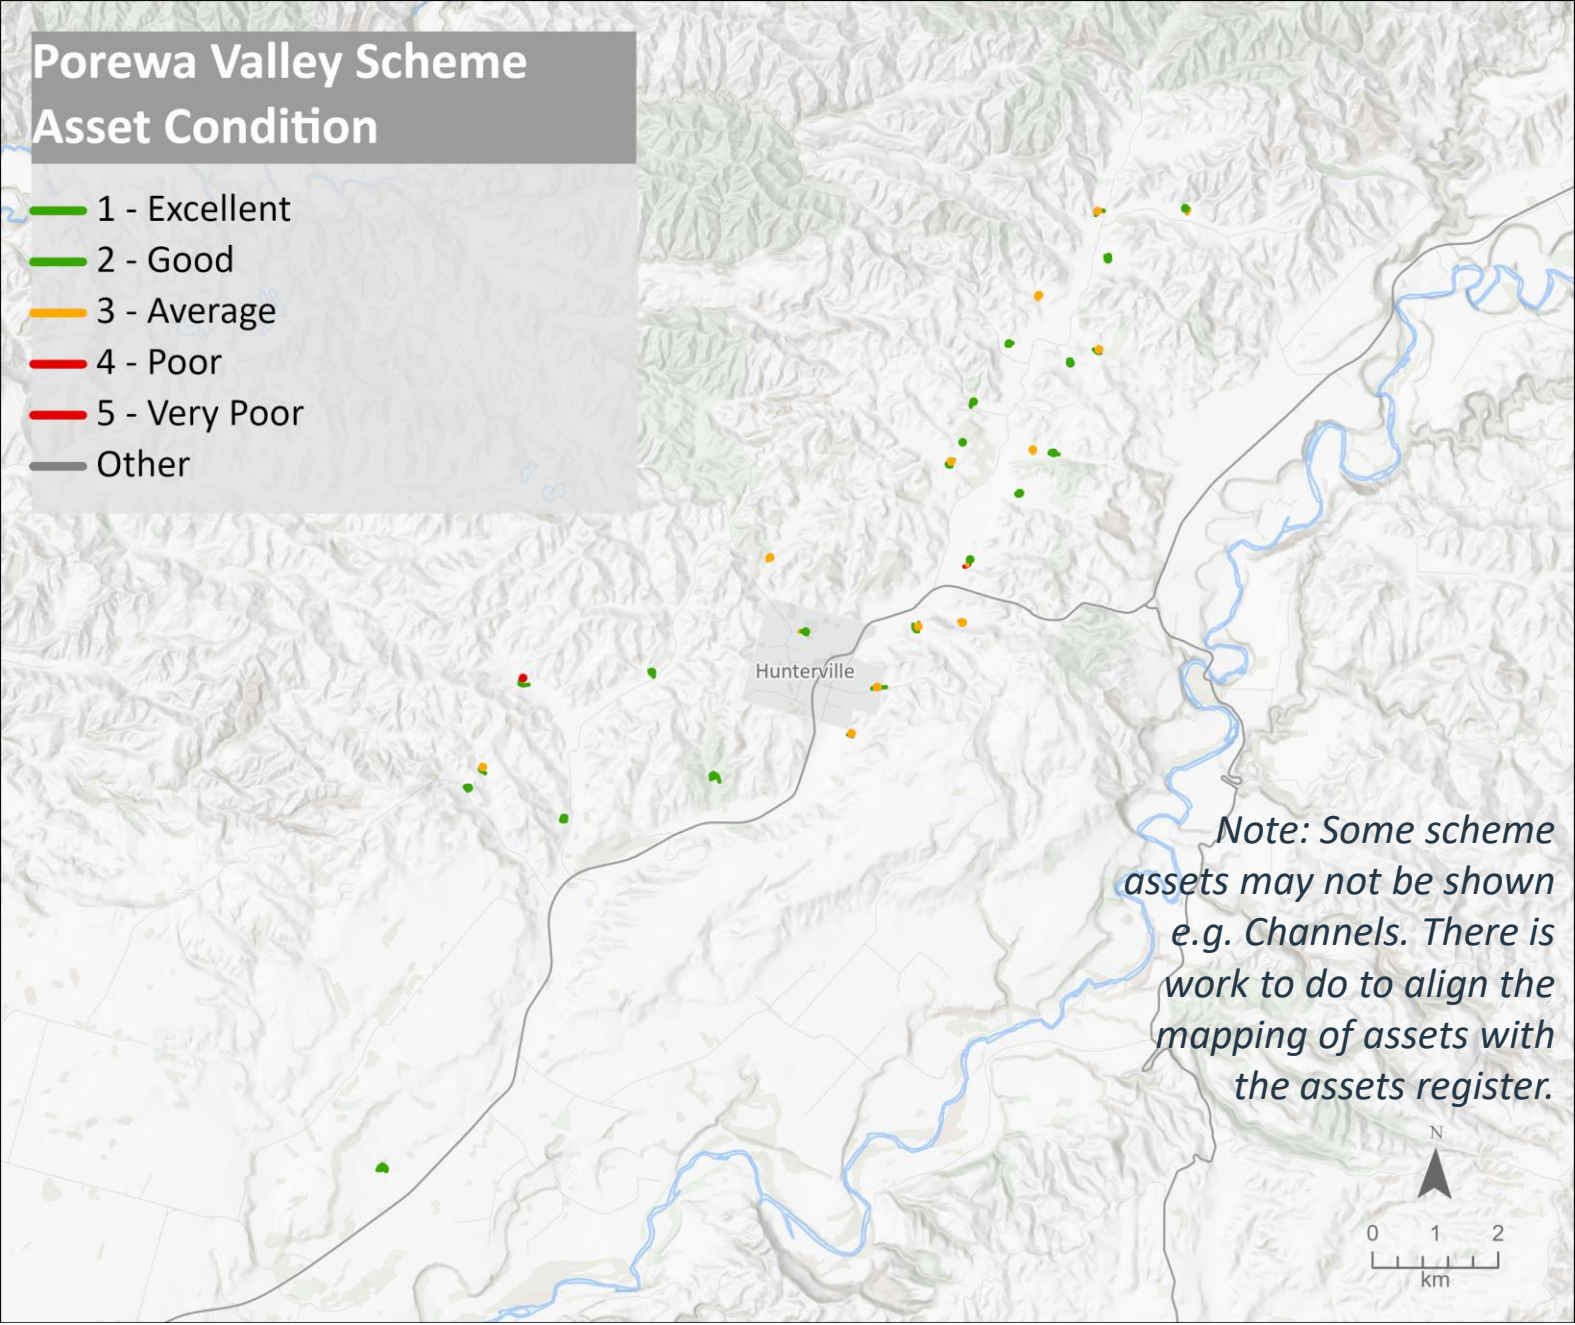 Porewa Valley Scheme
Asset Condition
1 - Excellent
2 - Good
3 - Average
4 - Poor
5 - Very Poor
Other
Hunterville
Note: Some scheme
assets may not be shown
e.g. Channels. There is
work to do to align the
mapping of assets with
the assets register.
N
0 1 2
km